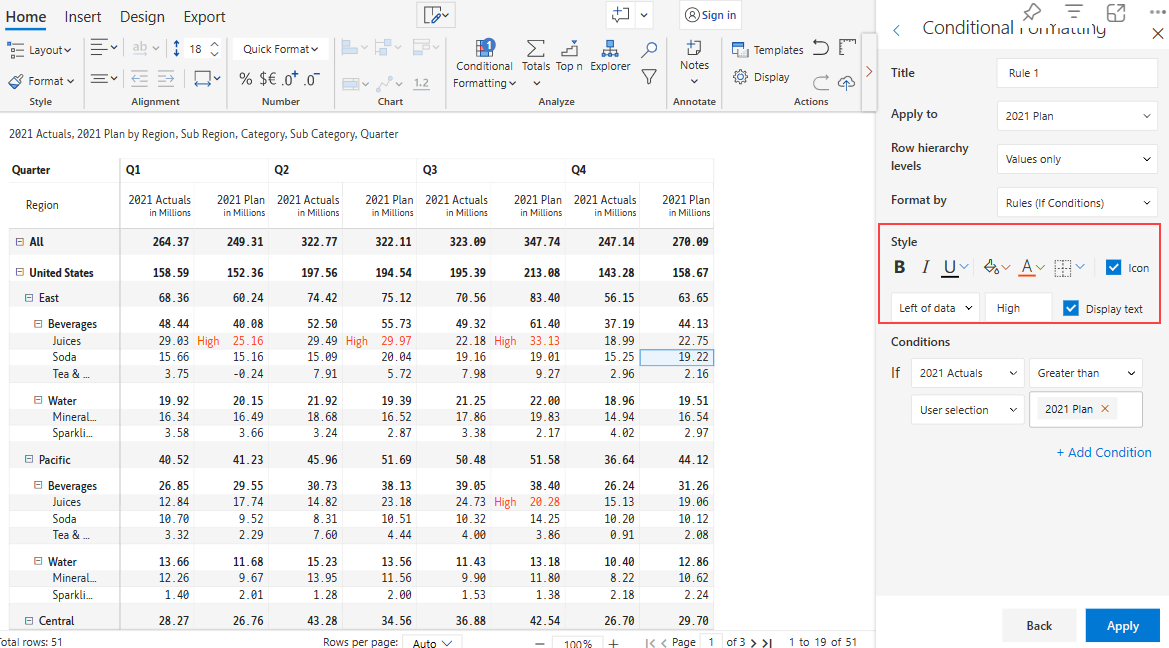 Home Insert Design Export
Sign in
Layout
Format
Style
ab 18
Alignment
Quick Format
% $€ .0+ .0-
Number
1.2
Chart
Conditional Formatting Totals Top n Explorer
Analyze
Notes
Annotate
Templates
Display
Actions
2021 Actuals, 2021 Plan by Region, Sub Region, Category, Sub Category, Quarter
Quarter Q1 Q2 Q3 Q4
Region 2021 Actuals 2021 Plan 2021 Actuals 2021 Plan 2021 Actuals 2021 Plan 2021 Actuals 2021 Plan
in Millions in Millions in Millions in Millions in Millions in Millions in Millions in Millions
All 264.37 249.31 322.77 322.11 323.09 347.74 247.14 270.09
United States 158.59 152.36 197.56 194.54 195.39 213.08 143.28 158.67
East 68.36 60.24 74.42 75.12 70.56 83.40 56.15 63.65
Beverages 48.44 40.08 52.50 55.73 49.32 61.40 37.19 44.13
Juices 29.03 High 25.16 29.49 High 29.97 22.18 High 33.13 18.99 22.75
Soda 15.66 15.16 15.09 20.04 19.16 19.01 15.25 19.22
Tea & ... 3.75 -0.24 7.91 5.72 7.98 9.27 2.96 2.16
Water 19.92 20.15 21.92 19.39 21.25 22.00 18.96 19.51
Mineral... 16.34 16.49 18.68 16.52 17.86 19.83 14.94 16.54
Sparkli... 3.58 3.66 3.24 2.87 3.38 2.17 4.02 2.97
Pacific 40.52 41.23 45.96 51.69 50.48 51.58 36.64 44.12
Beverages 26.85 29.55 30.73 38.13 39.05 38.40 26.24 31.26
Juices 12.84 17.74 14.82 23.18 24.73 High 20.28 15.13 19.06
Soda 10.70 9.52 8.31 10.51 10.32 14.25 10.20 10.12
Tea & ... 3.32 2.29 7.60 4.44 4.00 3.86 0.91 2.08
Water 13.66 11.68 15.23 13.56 11.43 13.18 10.40 12.86
Mineral... 12.26 9.67 13.95 11.56 9.90 11.80 8.22 10.62
Sparkli... 1.40 2.01 1.28 2.00 1.53 1.38 2.18 2.24
Central 28.27 26.76 43.28 34.56 36.88 42.54 26.70 29.70
Total rows: 51 Rows per page: Auto 100% Page 1 of 3 1 to 19 of 51
Conditional Formatting
Title Rule 1
Apply to 2021 Plan
Row hierarchy levels Values only
Format by Rules (If Conditions)
Style
B I U A Icon
Left of data High Display text
Conditions
If 2021 Actuals Greater than
User selection 2021 Plan ×
+ Add Condition
Back Apply